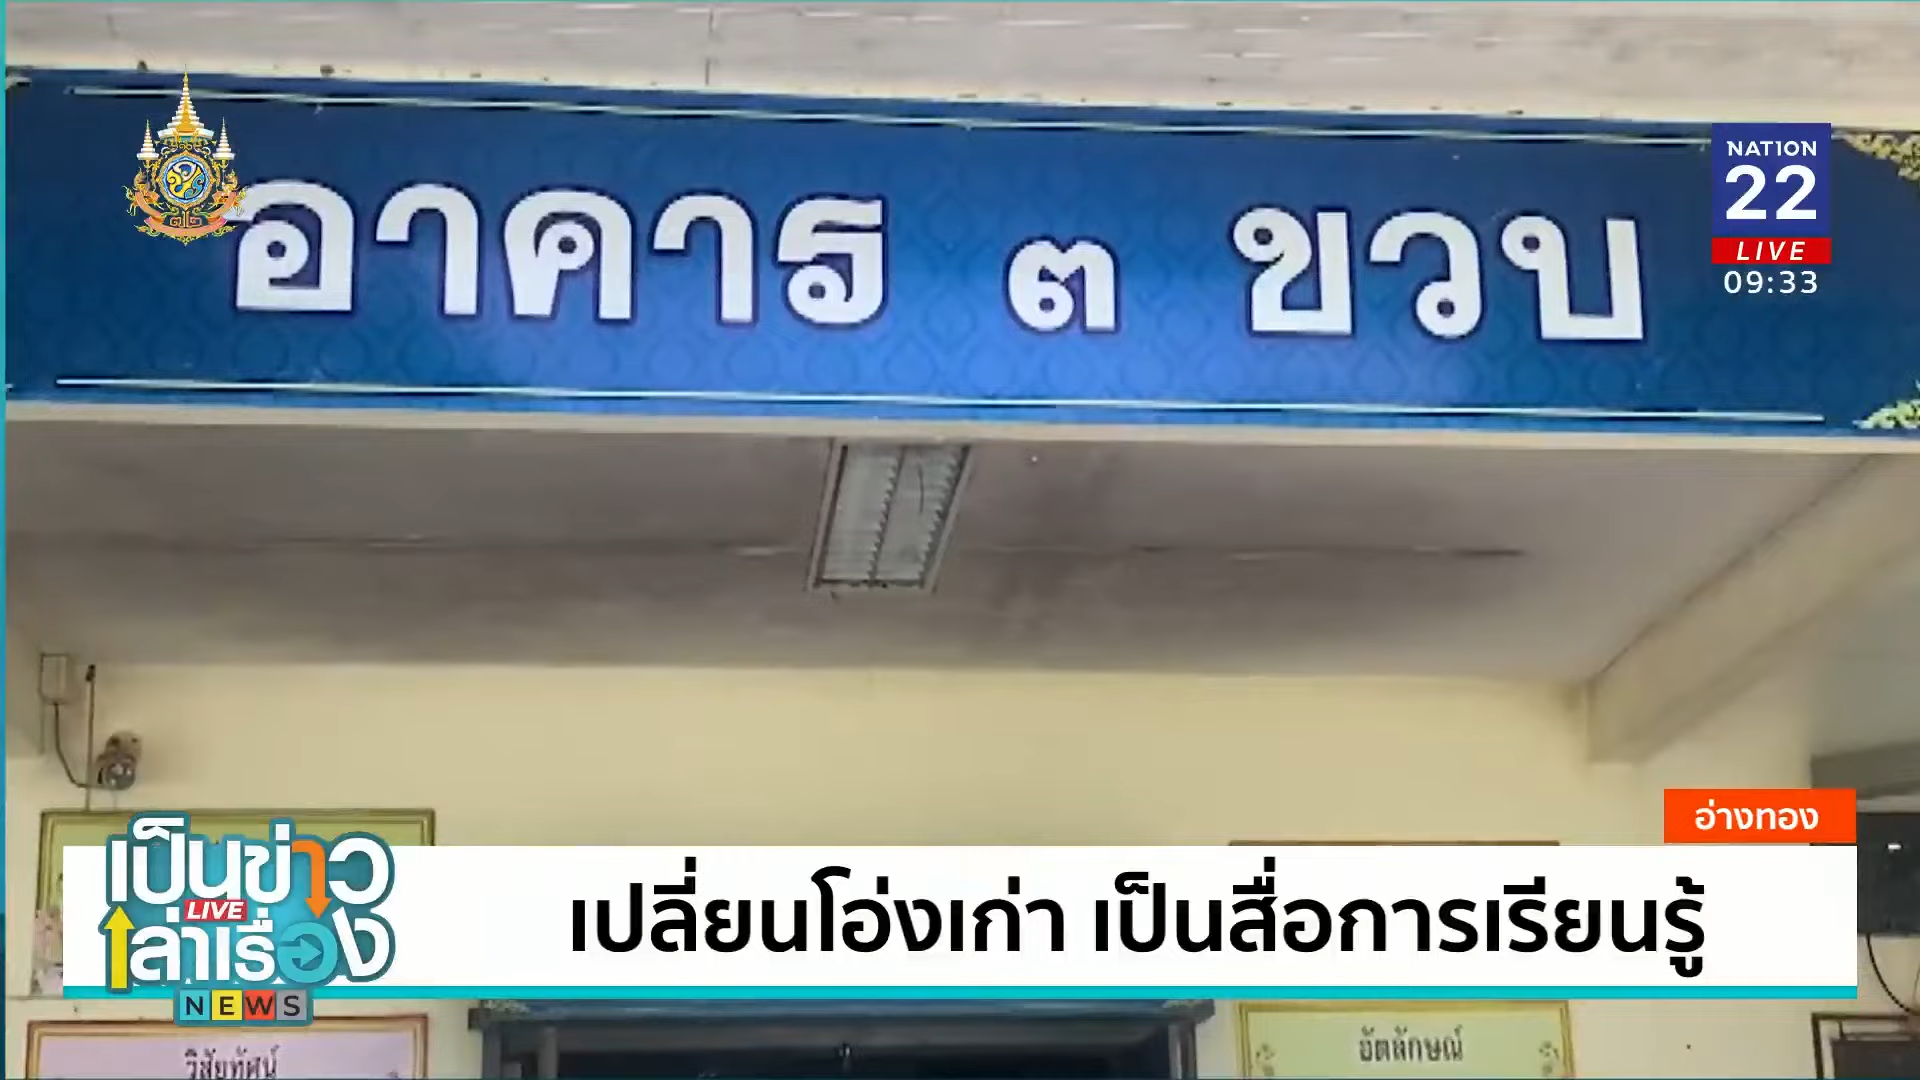 อาคาร ๓ ขวบ
NATION
22
LIVE
09:33
อ่างทอง
เป็นข่าว
LIVE
เล่าเรื่อง
NEWS
เปลี่ยนโอ่งเก่า เป็นสื่อการเรียนรู้
วิสัยทัศน์
อัตลักษณ์